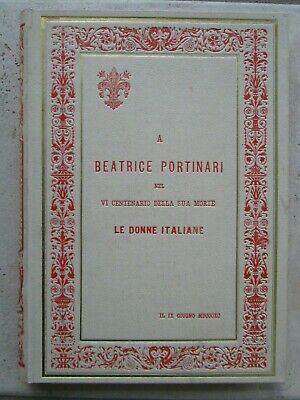 A
BEATRICE PORTINARI
NEL
VI CENTENARIO DELLA SUA MORTE
LE DONNE ITALIANE
IL IX GIUGNO MDCCCXC